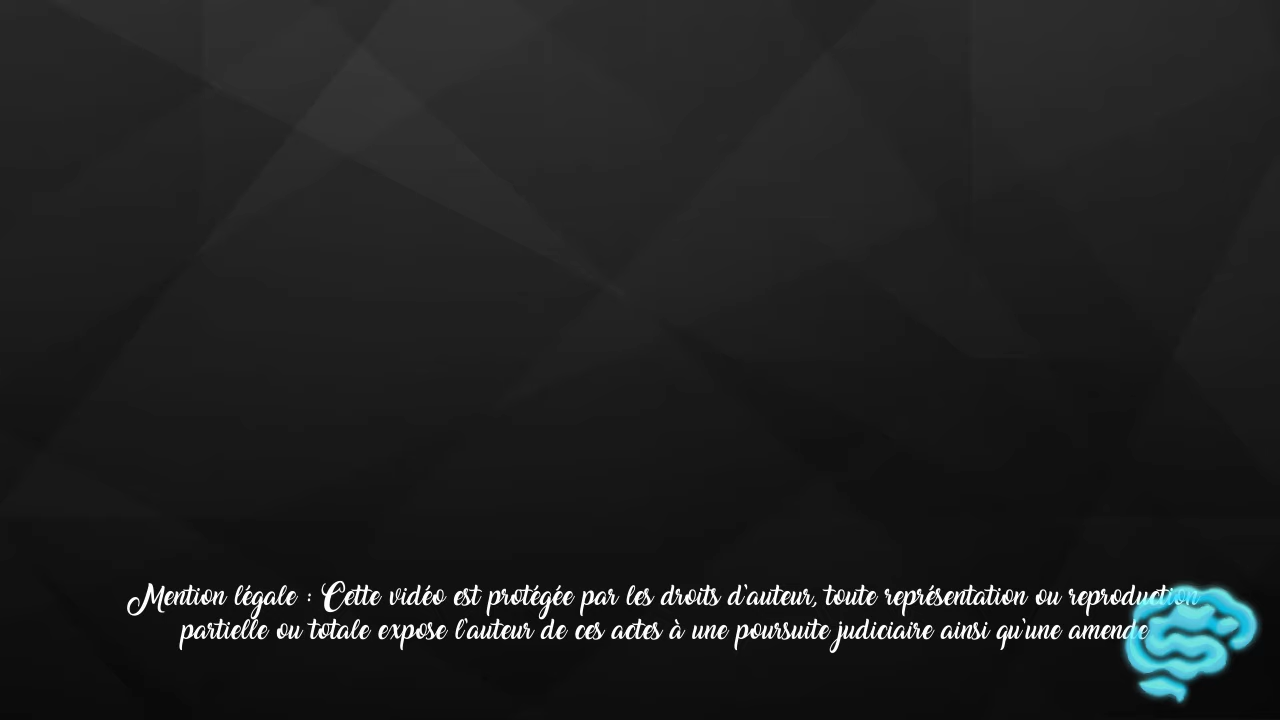 Mention légale : Cette vidéo est protégée par les droits d'auteur, toute représentation ou reproduction
partielle ou totale expose l'auteur de ces actes à une poursuite judiciaire ainsi qu'une amende